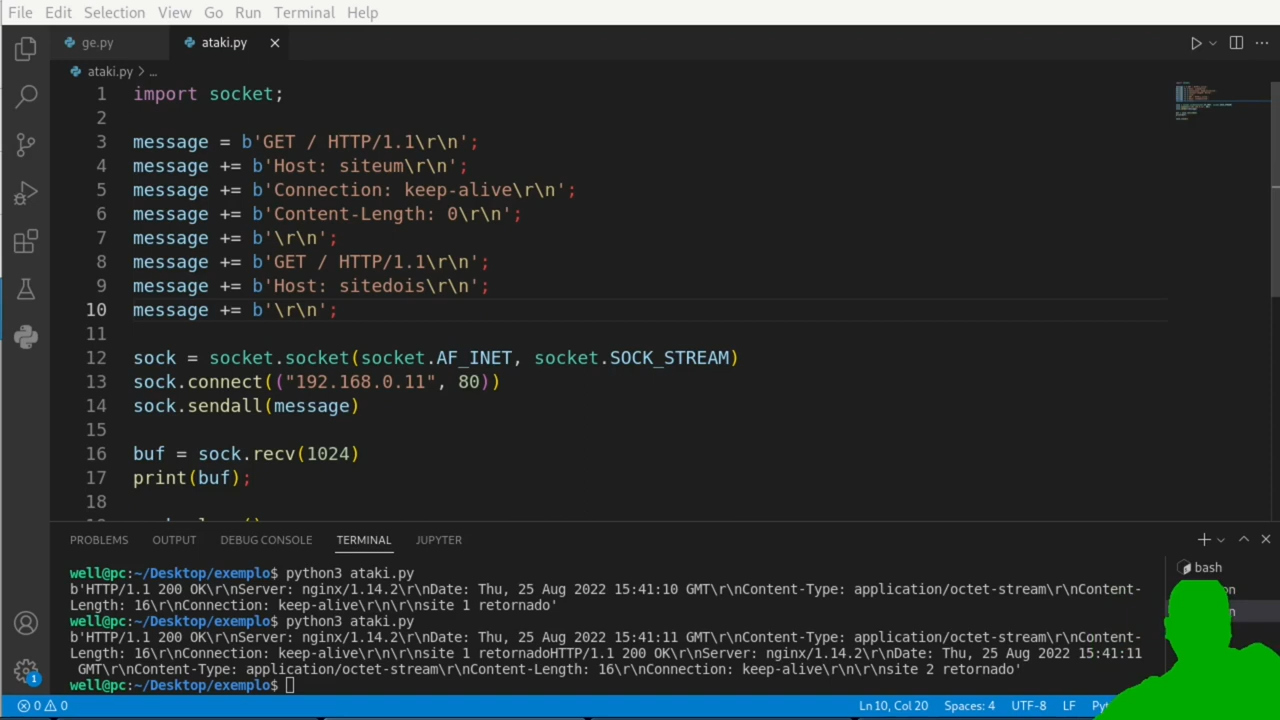 File Edit Selection View Go Run Terminal Help
ge.py
ataki.py
ataki.py > ...
1 import socket;
2
3 message = b'GET / HTTP/1.1\r\n';
4 message += b'Host: siteum\r\n';
5 message += b'Connection: keep-alive\r\n';
6 message += b'Content-Length: 0\r\n';
7 message += b'\r\n';
8 message += b'GET / HTTP/1.1\r\n';
9 message += b'Host: sitedois\r\n';
10 message += b'\r\n';
11
12 sock = socket.socket(socket.AF_INET, socket.SOCK_STREAM)
13 sock.connect(("192.168.0.11", 80))
14 sock.sendall(message)
15
16 buf = sock.recv(1024)
17 print(buf);
18
PROBLEMS OUTPUT DEBUG CONSOLE TERMINAL JUPYTER
bash
well@pc:~/Desktop/exemplo$ python3 ataki.py
b'HTTP/1.1 200 OK\r\nServer: nginx/1.14.2\r\nDate: Thu, 25 Aug 2022 15:41:10 GMT\r\nContent-Type: application/octet-stream\r\nContent-
Length: 16\r\nConnection: keep-alive\r\n\r\nsite 1 retornado'
well@pc:~/Desktop/exemplo$ python3 ataki.py
b'HTTP/1.1 200 OK\r\nServer: nginx/1.14.2\r\nDate: Thu, 25 Aug 2022 15:41:11 GMT\r\nContent-Type: application/octet-stream\r\nContent-
Length: 16\r\nConnection: keep-alive\r\n\r\nsite 1 retornadoHTTP/1.1 200 OK\r\nServer: nginx/1.14.2\r\nDate: Thu, 25 Aug 2022 15:41:11
GMT\r\nContent-Type: application/octet-stream\r\nContent-Length: 16\r\nConnection: keep-alive\r\n\r\nsite 2 retornado'
well@pc:~/Desktop/exemplo$
1
0 0 Ln 10, Col 20 Spaces: 4 UTF-8 LF